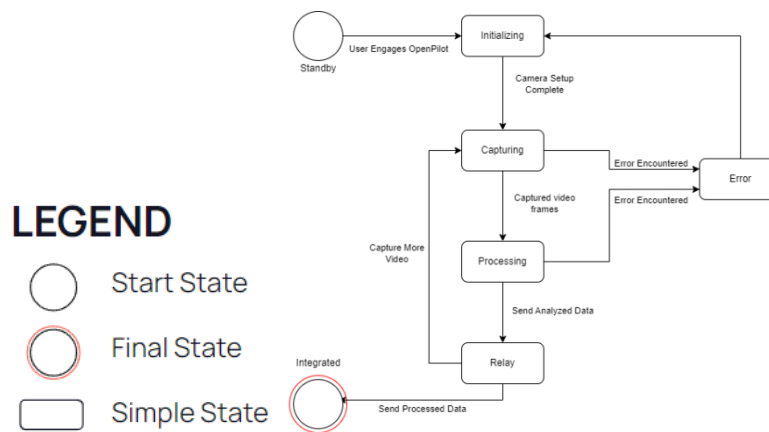 Standby
User Engages OpenPilot
Initializing
Camera Setup
Complete
Capturing
Error Encountered
Error
Captured video
frames
Error Encountered
Capture More
Video
Processing
Send Analyzed Data
Relay
Integrated
Send Processed Data
LEGEND
Start State
Final State
Simple State